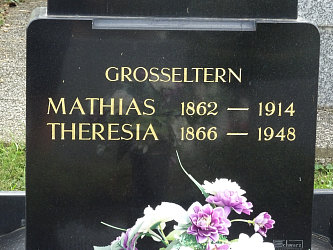 GROSSELTERN
MATHIAS 1862 — 1914
THERESIA 1866 — 1948